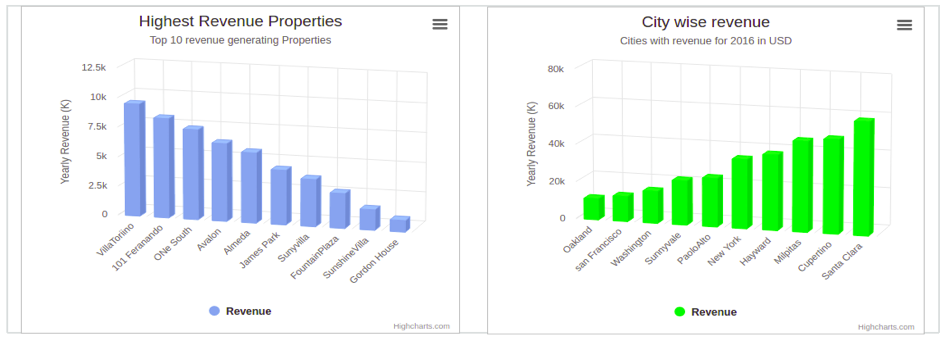 Highest Revenue Properties
Top 10 revenue generating Properties
Yearly Revenue (K)
12.5k
10k
7.5k
5k
2.5k
0
VillaTorino
101 Feranando
ONe South
Avalon
Almeda
James Park
Sunyvilla
FountainPlaza
SunshineVilla
Gordon House
Revenue
Highcharts.com
City wise revenue
Cities with revenue for 2016 in USD
Yearly Revenue (K)
80k
60k
40k
20k
0
Oakland
san Francisco
Washington
Sunnyvale
PaoloAlto
New York
Hayward
Milpitas
Cupertino
Santa Clara
Revenue
Highcharts.com